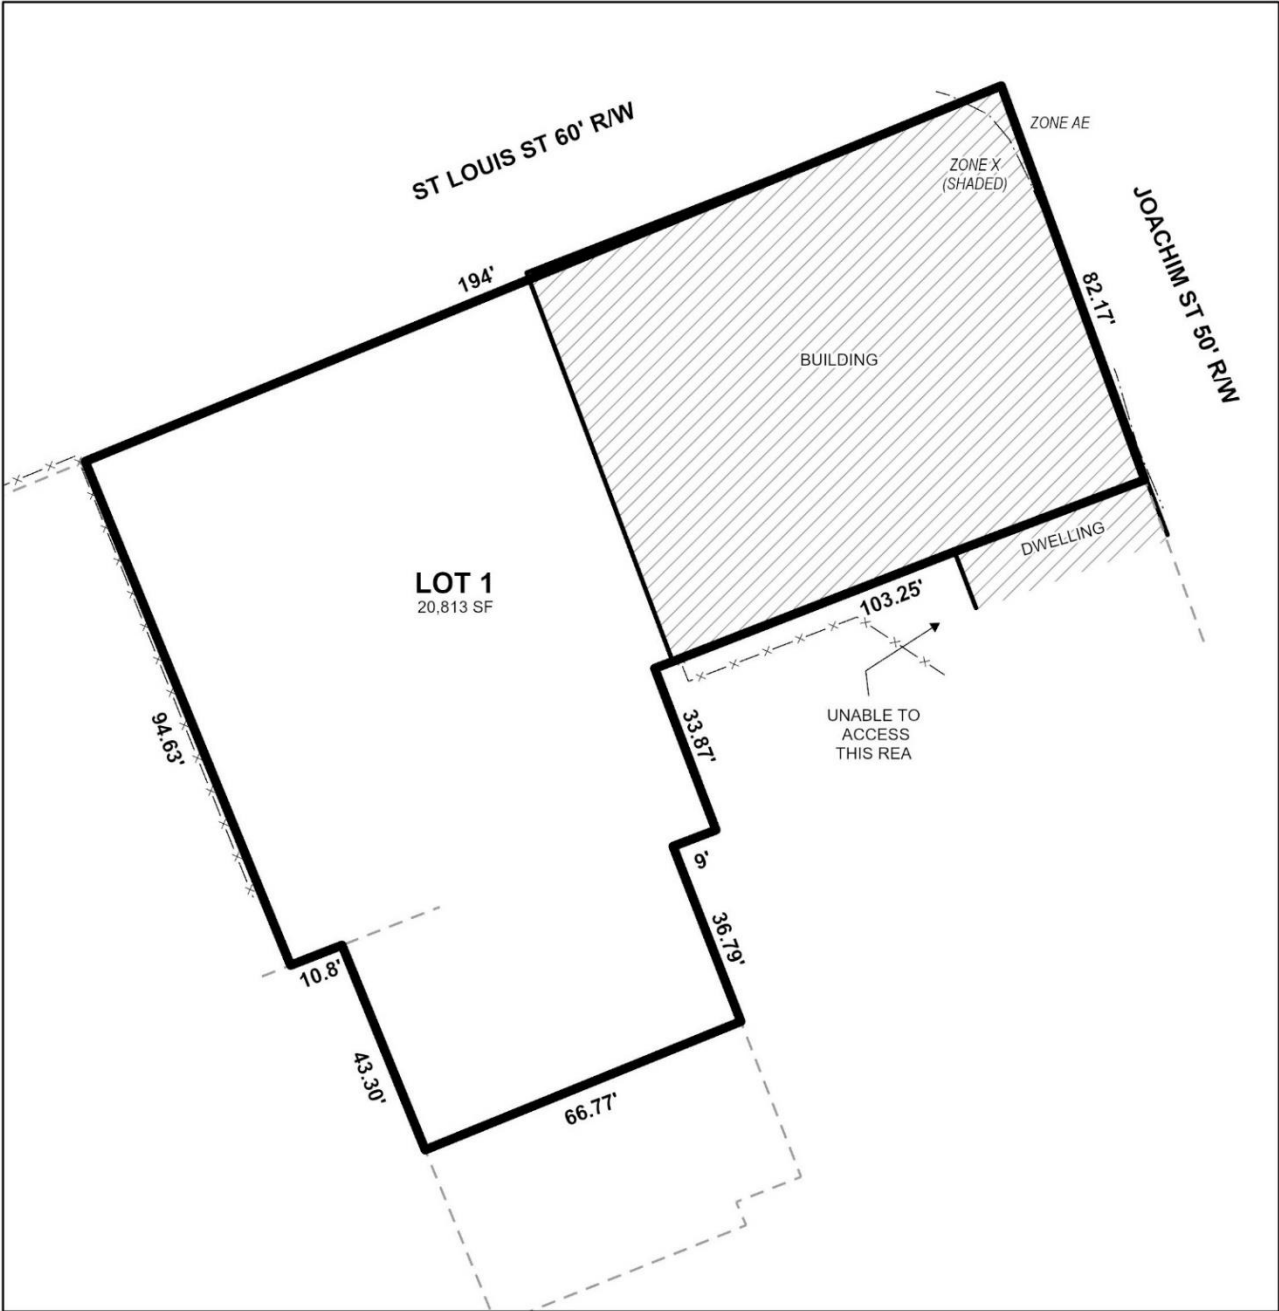 ST LOUIS ST 60' R/W
ZONE AE
ZONE X
(SHADED)
JOACHIM ST 50' R/W
194'
82.17'
BUILDING
DWELLING
LOT 1
20,813 SF
103.25'
UNABLE TO
ACCESS
THIS REA
33.87'
94.63'
9'
36.79'
10.8'
43.30'
66.77'